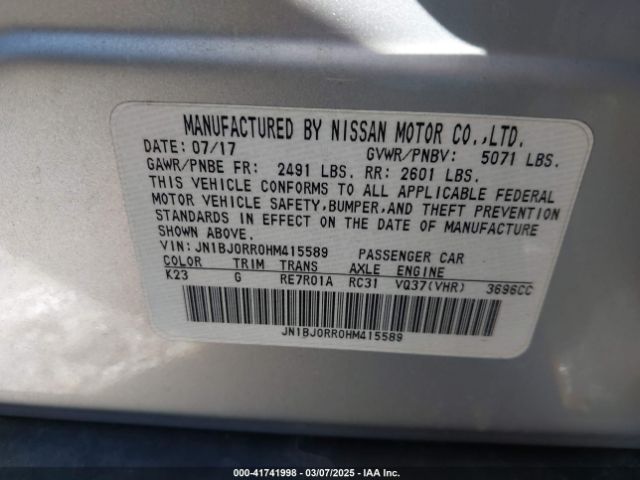 MANUFACTURED BY NISSAN MOTOR CO.,LTD.
DATE: 07/17 GVWR/PNBV: 5071 LBS.
GAWR/PNBE FR: 2491 LBS. RR: 2601 LBS.
THIS VEHICLE CONFORMS TO ALL APPLICABLE FEDERAL
MOTOR VEHICLE SAFETY,BUMPER,AND THEFT PREVENTION
STANDARDS IN EFFECT ON THE DATE OF MANUFACTURE
SHOWN ABOVE.
VIN: JN1BJ0RR0HM415589 PASSENGER CAR
COLOR TRIM TRANS AXLE ENGINE
K23 G RE7R01A RC31 VQ37(VHR) 3696CC
JN1BJ0RR0HM415589
000-41741998 | 03/07/2025 - IAA Inc.